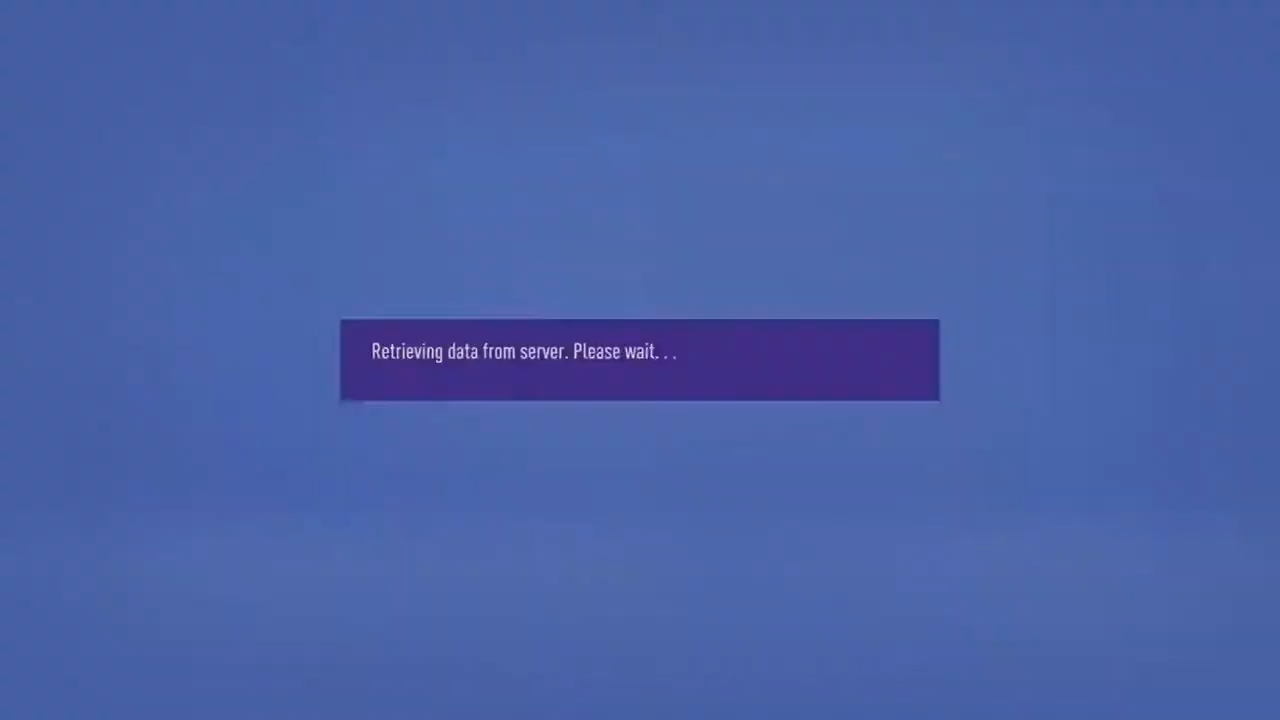 Retrieving data from server. Please wait. . .